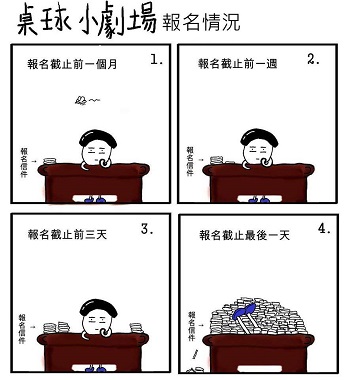 桌球小劇場 報名情況
1.
報名截止前一個月
報名信件→
2.
報名截止前一週
報名信件→
3.
報名截止前三天
報名信件→
4.
報名截止最後一天
報名信件→